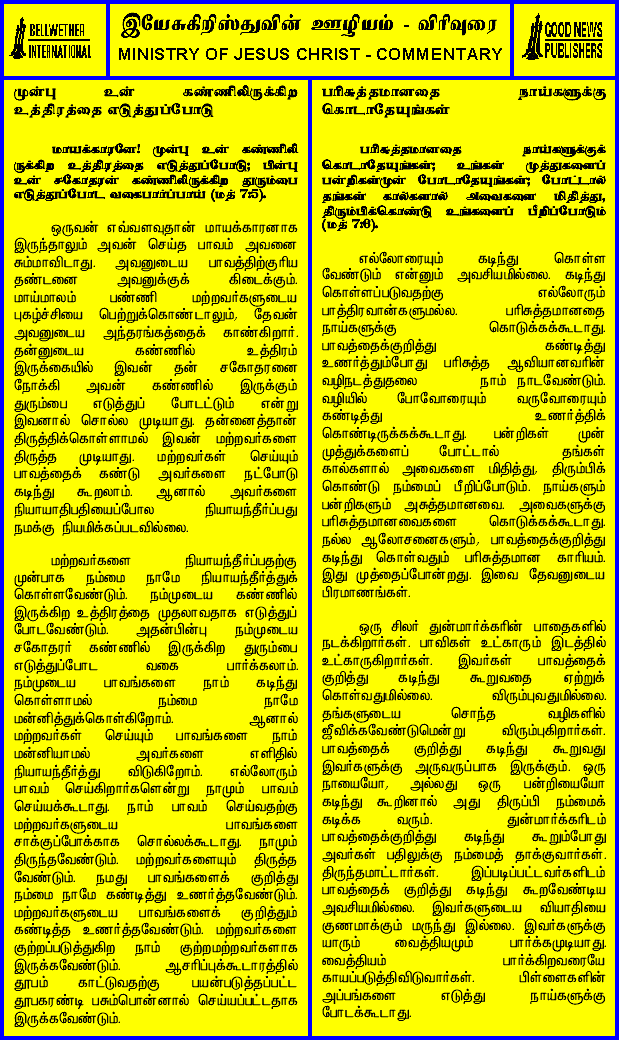 BELLWETHER
INTERNATIONAL
இயேசுகிறிஸ்துவின் ஊழியம் - விரிவுரை
MINISTRY OF JESUS CHRIST - COMMENTARY
GOOD NEWS
PUBLISHERS
முன்பு உன் கண்ணிலிருக்கிற
உத்திரத்தை எடுத்துப்போடு
மாயக்காரனே! முன்பு உன் கண்ணிலி
ருக்கிற உத்திரத்தை எடுத்துப்போடு; பின்பு
உன் சகோதரன் கண்ணிலிருக்கிற துரும்பை
எடுத்துப்போட வகைபார்ப்பாய் (மத் 7:5).
ஒருவன் எவ்வளவுதான் மாயக்காரனாக
இருந்தாலும் அவன் செய்த பாவம் அவனை
சும்மாவிடாது. அவனுடைய பாவத்திற்குரிய
தண்டனை அவனுக்குக் கிடைக்கும்.
மாய்மாலம் பண்ணி மற்றவர்களுடைய
புகழ்ச்சியை பெற்றுக்கொண்டாலும், தேவன்
அவனுடைய அந்தரங்கத்தைக் காண்கிறார்.
தன்னுடைய கண்ணில் உத்திரம்
இருக்கையில் இவன் தன் சகோதரனை
நோக்கி அவன் கண்ணில் இருக்கும்
துரும்பை எடுத்துப் போடட்டும் என்று
இவனால் சொல்ல முடியாது. தன்னைத்தான்
திருத்திக்கொள்ளாமல் இவன் மற்றவர்களை
திருத்த முடியாது. மற்றவர்கள் செய்யும்
பாவத்தைக் கண்டு அவர்களை நட்போடு
கடிந்து கூறலாம். ஆனால் அவர்களை
நியாயாதிபதியைப்போல நியாயந்தீர்ப்பது
நமக்கு நியமிக்கப்படவில்லை.
மற்றவர்களை நியாயந்தீர்ப்பதற்கு
முன்பாக நம்மை நாமே நியாயந்தீர்த்துக்
கொள்ளவேண்டும். நம்முடைய கண்ணில்
இருக்கிற உத்திரத்தை முதலாவதாக எடுத்துப்
போடவேண்டும். அதன்பின்பு நம்முடைய
சகோதரர் கண்ணில் இருக்கிற துரும்பை
எடுத்துப்போட வகை பார்க்கலாம்.
நம்முடைய பாவங்களை நாம் கடிந்து
கொள்ளாமல் நம்மை நாமே
மன்னித்துக்கொள்கிறோம். ஆனால்
மற்றவர்கள் செய்யும் பாவங்களை நாம்
மன்னியாமல் அவர்களை எளிதில்
நியாயந்தீர்த்து விடுகிறோம். எல்லோரும்
பாவம் செய்கிறார்களென்று நாமும் பாவம்
செய்யக்கூடாது. நாம் பாவம் செய்வதற்கு
மற்றவர்களுடைய பாவங்களை
சாக்குப்போக்காக சொல்லக்கூடாது. நாமும்
திருந்தவேண்டும். மற்றவர்களையும் திருத்த
வேண்டும். நமது பாவங்களைக் குறித்து
நம்மை நாமே கண்டித்து உணர்த்தவேண்டும்.
மற்றவர்களுடைய பாவங்களைக் குறித்தும்
கண்டித்த உணர்த்தவேண்டும். மற்றவர்களை
குற்றப்படுத்துகிற நாம் குற்றமற்றவர்களாக
இருக்கவேண்டும். ஆசரிப்புக்கூடாரத்தில்
தூபம் காட்டுவதற்கு பயன்படுத்தப்பட்ட
தூபகரண்டி பசும்பொன்னால் செய்யப்பட்டதாக
இருக்கவேண்டும்.
பரிசுத்தமானதை நாய்களுக்கு
கொடாதேயுங்கள்
பரிசுத்தமானதை நாய்களுக்குக்
கொடாதேயுங்கள்; உங்கள் முத்துகளைப்
பன்றிகள்முன் போடாதேயுங்கள்; போட்டால்
தங்கள் கால்களால் அவைகளை மிதித்து,
திரும்பிக்கொண்டு உங்களைப் பீறிப்போடும்
(மத் 7:6).
எல்லோரையும் கடிந்து கொள்ள
வேண்டும் என்னும் அவசியமில்லை. கடிந்து
கொள்ளப்படுவதற்கு எல்லோரும்
பாத்திரவான்களுமல்ல. பரிசுத்தமானதை
நாய்களுக்கு கொடுக்கக்கூடாது.
பாவத்தைக்குறித்து கண்டித்து
உணர்த்தும்போது பரிசுத்த ஆவியானவரின்
வழிநடத்துதலை நாம் நாடவேண்டும்.
வழியில் போவோரையும் வருவோரையும்
கண்டித்து உணர்த்திக்
கொண்டிருக்கக்கூடாது. பன்றிகள் முன்
முத்துக்களைப் போட்டால் தங்கள்
கால்களால் அவைகளை மிதித்து, திரும்பிக்
கொண்டு நம்மைப் பீறிப்போடும். நாய்களும்
பன்றிகளும் அசுத்தமானவை. அவைகளுக்கு
பரிசுத்தமானவைகளை கொடுக்கக்கூடாது.
நல்ல ஆலோசனைகளும், பாவத்தைக்குறித்து
கடிந்து கொள்வதும் பரிசுத்தமான காரியம்.
இது முத்தைப்போன்றது. இவை தேவனுடைய
பிரமாணங்கள்.
ஒரு சிலர் துன்மார்க்கரின் பாதைகளில்
நடக்கிறார்கள். பாவிகள் உட்காரும் இடத்தில்
உட்காருகிறார்கள். இவர்கள் பாவத்தைக்
குறித்து கடிந்து கூறுவதை ஏற்றுக்
கொள்வதுமில்லை. விரும்புவதுமில்லை.
தங்களுடைய சொந்த வழிகளில்
ஜீவிக்கவேண்டுமென்று விரும்புகிறார்கள்.
பாவத்தைக் குறித்து கடிந்து கூறுவது
இவர்களுக்கு அருவருப்பாக இருக்கும். ஒரு
நாயையோ, அல்லது ஒரு பன்றியையோ
கடிந்து கூறினால் அது திருப்பி நம்மைக்
கடிக்க வரும். துன்மார்க்கரிடம்
பாவத்தைக்குறித்து கடிந்து கூறும்போது
அவர்கள் பதிலுக்கு நம்மைத் தாக்குவார்கள்.
திருந்தமாட்டார்கள். இப்படிப்பட்டவர்களிடம்
பாவத்தைக் குறித்து கடிந்து கூறவேண்டிய
அவசியமில்லை. இவர்களுடைய வியாதியை
குணமாக்கும் மருந்து இல்லை. இவர்களுக்கு
யாரும் வைத்தியமும் பார்க்கமுடியாது.
வைத்தியம் பார்க்கிறவரையே
காயப்படுத்திவிடுவார்கள். பிள்ளைகளின்
அப்பங்களை எடுத்து நாய்களுக்கு
போடக்கூடாது.